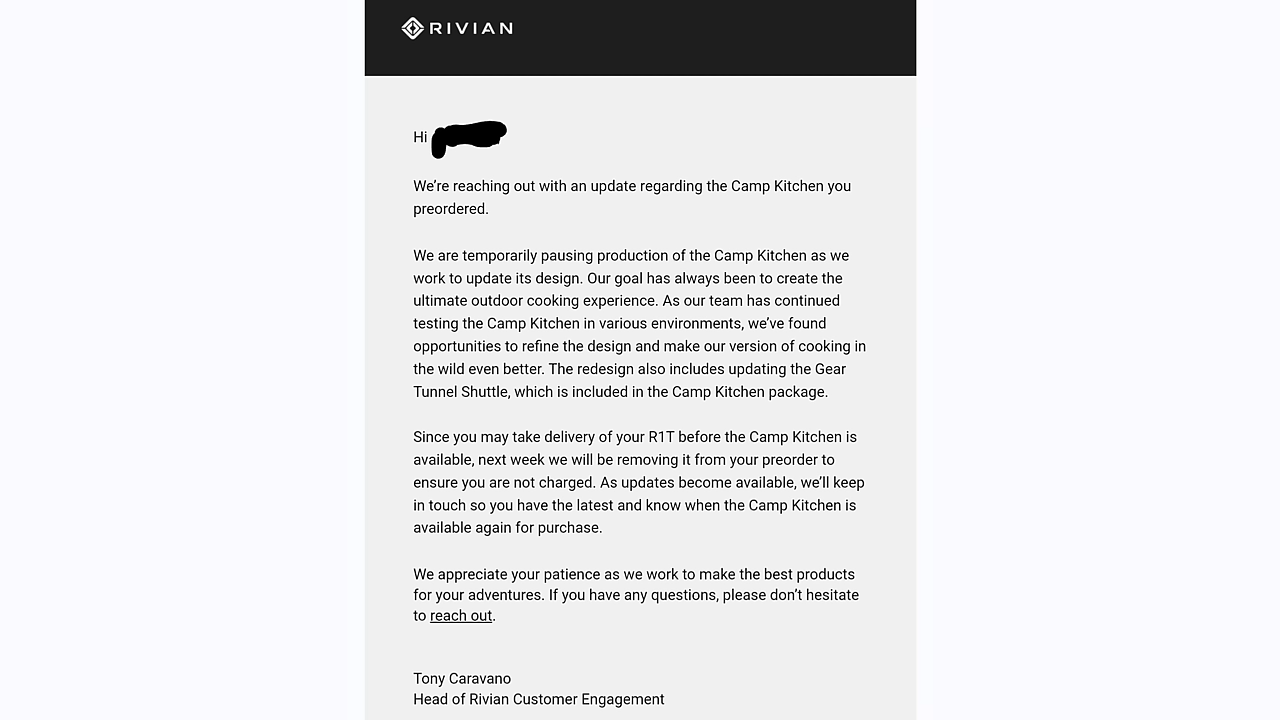 RIVIAN
Hi
We’re reaching out with an update regarding the Camp Kitchen you
preordered.
We are temporarily pausing production of the Camp Kitchen as we
work to update its design. Our goal has always been to create the
ultimate outdoor cooking experience. As our team has continued
testing the Camp Kitchen in various environments, we’ve found
opportunities to refine the design and make our version of cooking in
the wild even better. The redesign also includes updating the Gear
Tunnel Shuttle, which is included in the Camp Kitchen package.
Since you may take delivery of your R1T before the Camp Kitchen is
available, next week we will be removing it from your preorder to
ensure you are not charged. As updates become available, we’ll keep
in touch so you have the latest and know when the Camp Kitchen is
available again for purchase.
We appreciate your patience as we work to make the best products
for your adventures. If you have any questions, please don’t hesitate
to reach out.
Tony Caravano
Head of Rivian Customer Engagement